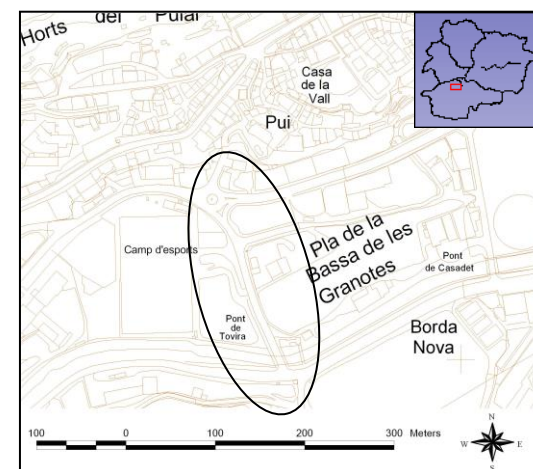 Horts del Pulal
Casa
de la
Vall
Pui
Camp d'esports
Pla de la
Bassa de les
Granotes
Pont
de Casadet
Pont
de
Tovira
Borda
Nova
100 0 100 200 300 Meters
N
W E
S